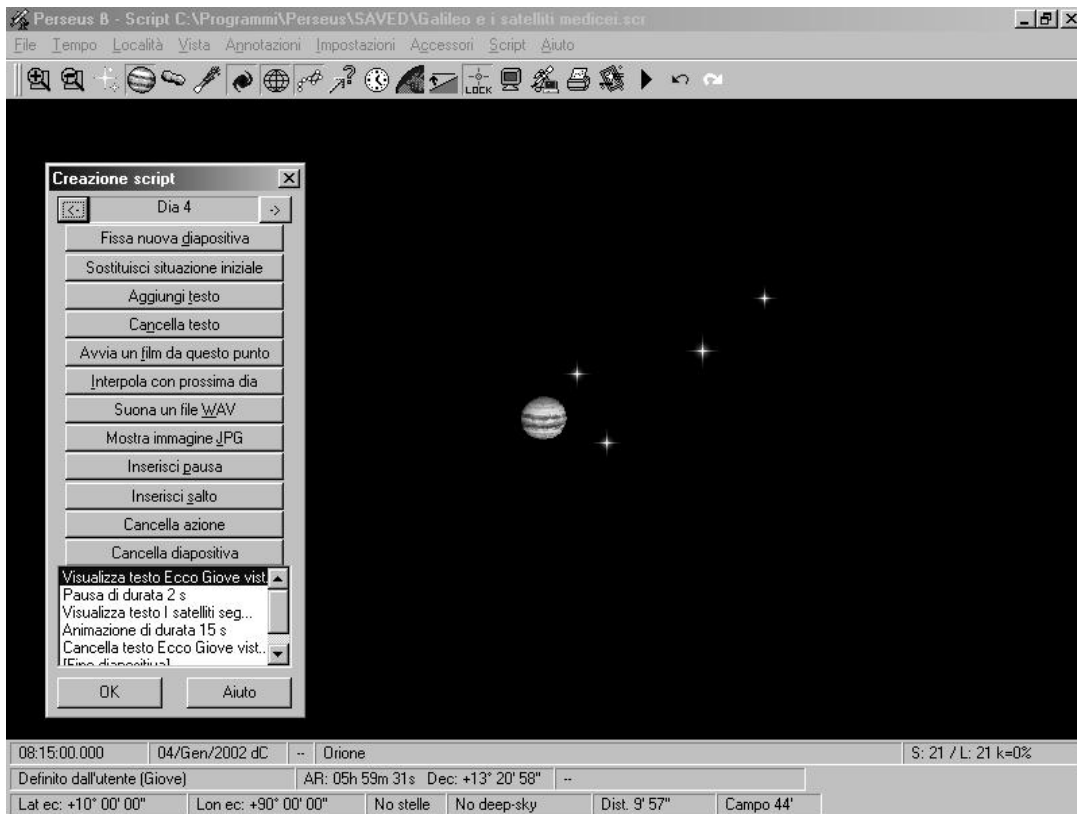 Perseus B - Script C:\Programmi\Perseus\SAVED\Galileo e i satelliti medicei.scr
File Tempo Località Vista Annotazioni Impostazioni Accessori Script Aiuto
LOCK
Creazione script
<- Dia 4 ->
Fissa nuova diapositiva
Sostituisci situazione iniziale
Aggiungi testo
Cancella testo
Avvia un film da questo punto
Interpola con prossima dia
Suona un file WAV
Mostra immagine JPG
Inserisci pausa
Inserisci salto
Cancella azione
Cancella diapositiva
Visualizza testo Ecco Giove vist
Pausa di durata 2 s
Visualizza testo I satelliti seg...
Animazione di durata 15 s
Cancella testo Ecco Giove vist..
[Fine diapositiva]
OK Aiuto
08:15:00.000 04/Gen/2002 dC -- Orione S: 21 / L: 21 k=0%
Definito dall'utente (Giove) AR: 05h 59m 31s Dec: +13° 20' 58" --
Lat ec: +10° 00' 00" Lon ec: +90° 00' 00" No stelle No deep-sky Dist. 9' 57" Campo 44'